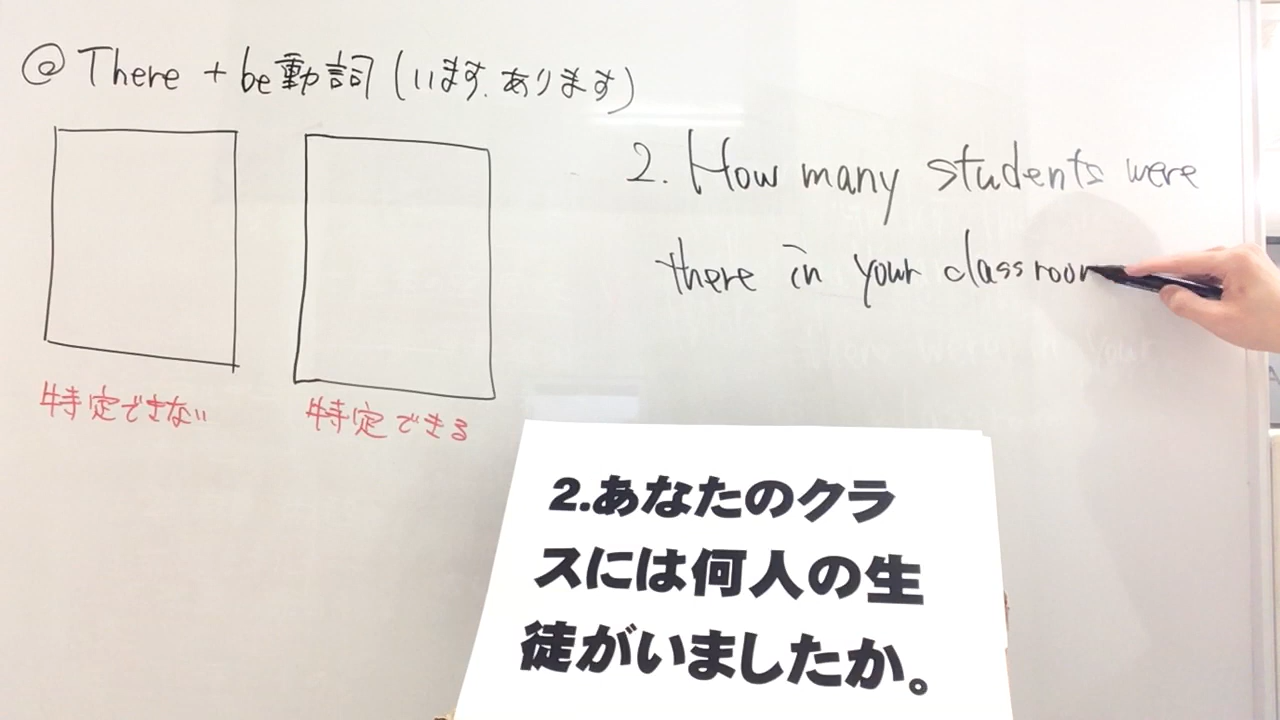 @ There + be動詞 (います、あります)
2. How many students were
there in your classroom
特定できない
特定できる
2.あなたのクラ
スには何人の生
徒がいましたか。